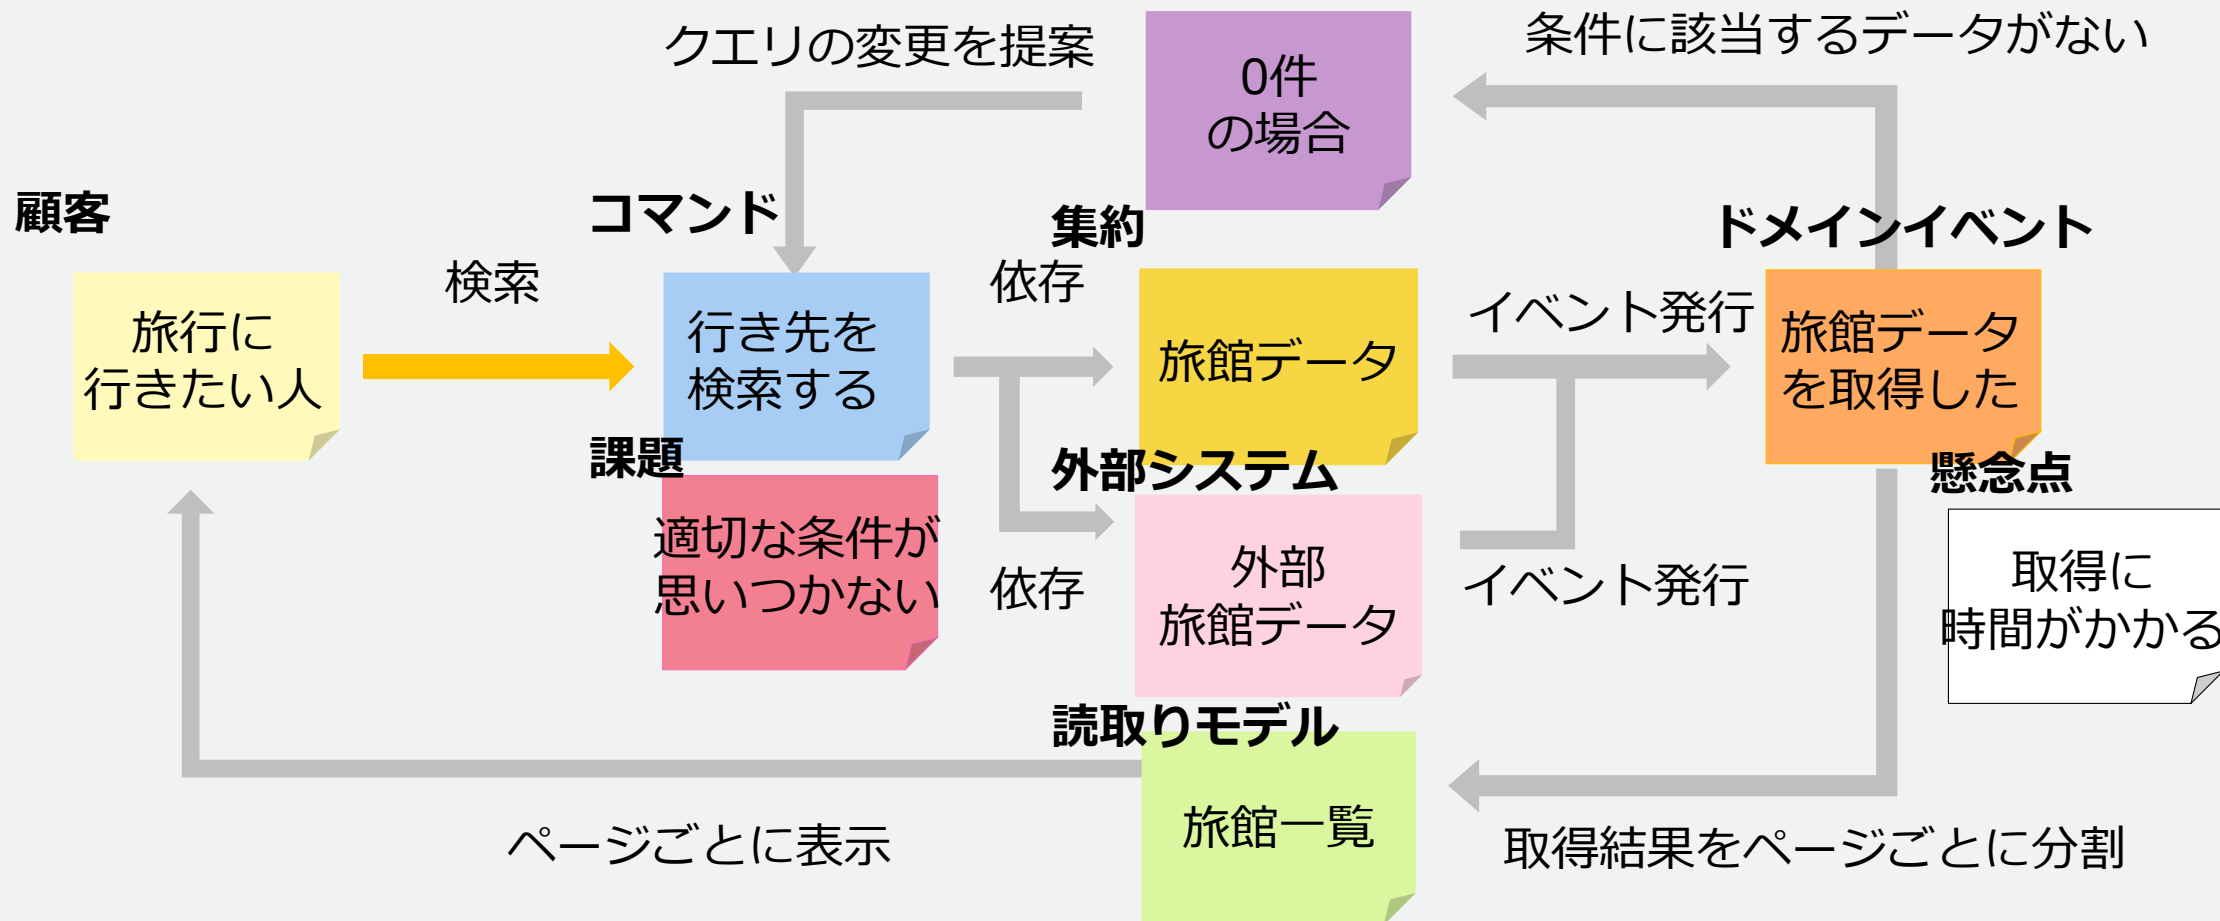 クエリの変更を提案
0件
の場合
条件に該当するデータがない
顧客
コマンド
集約
ドメインイベント
検索
依存
イベント発行
旅行に
行きたい人
行き先を
検索する
旅館データ
旅館データ
を取得した
課題
外部システム
懸念点
適切な条件が
思いつかない
依存
外部
旅館データ
イベント発行
取得に
時間がかかる
読取りモデル
旅館一覧
ページごとに表示
取得結果をページごとに分割